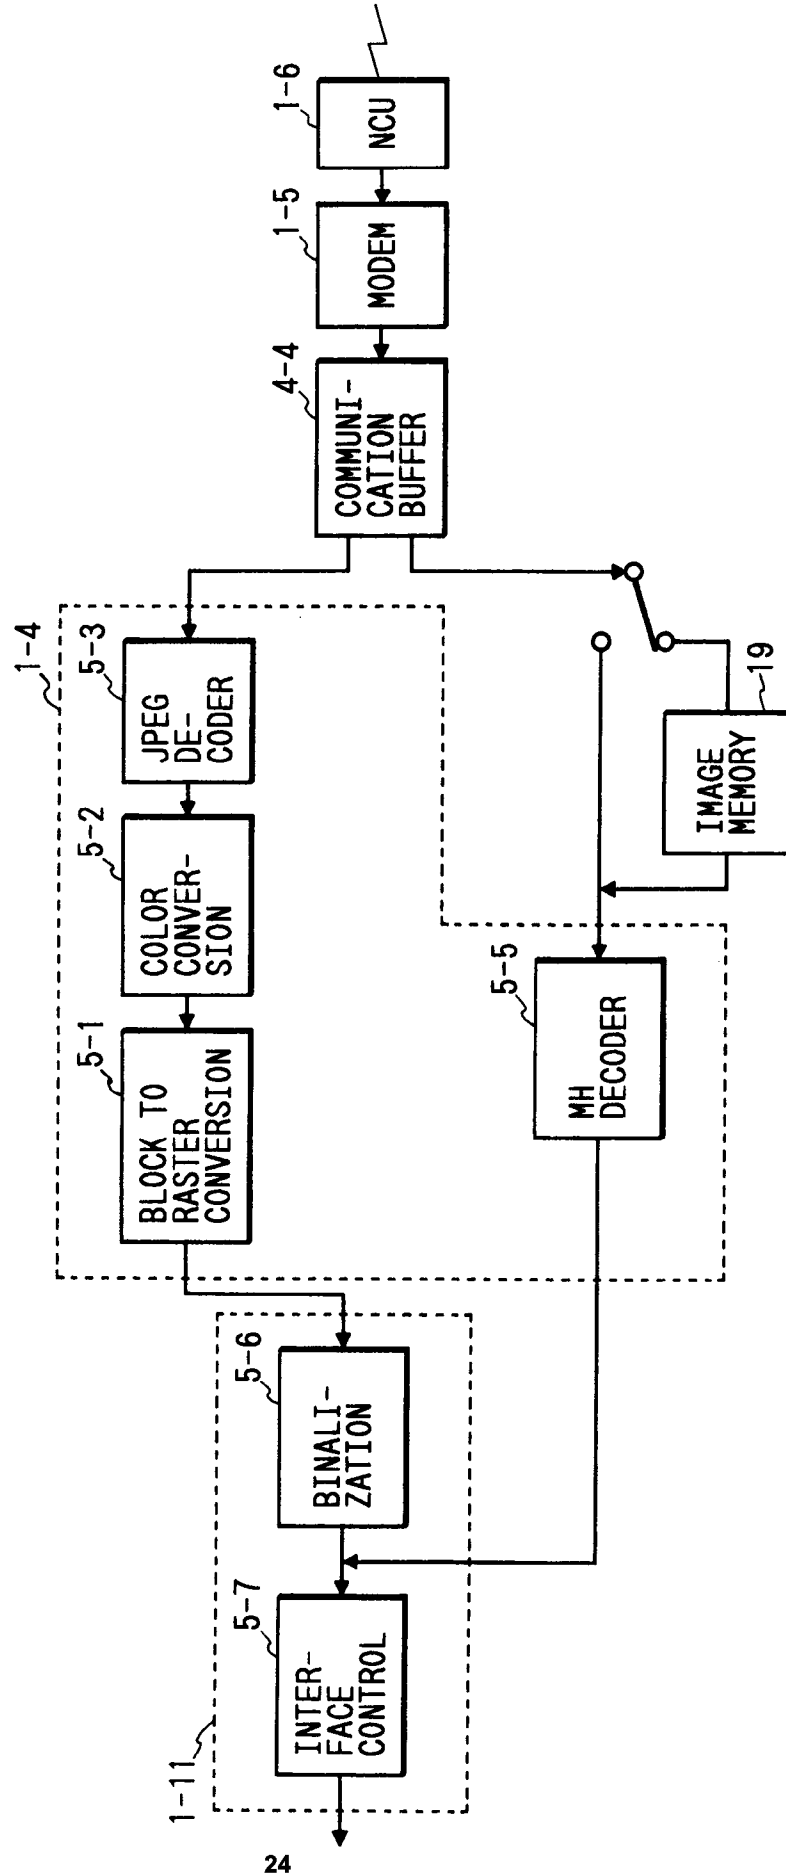 1-6
NCU
1-5
MODEM
4-4
COMMUNI-
CATION
BUFFER
1-4
5-3
JPEG
DE-
CODER
5-2
COLOR
CONVER-
SION
5-1
BLOCK TO
RASTER
CONVERSION
19
IMAGE
MEMORY
5-5
MH
DECODER
5-6
BINALI-
ZATION
5-7
INTER-
FACE
CONTROL
1-11
24